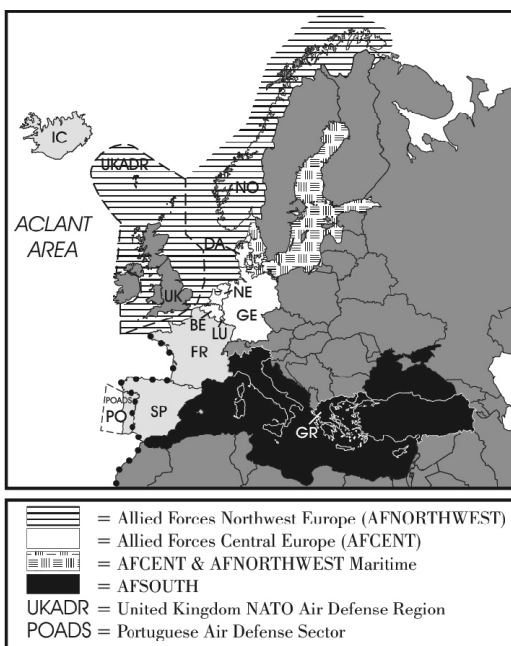 IC
UKADR
NO
ACLANT
AREA
DA
UK
NE
GE
BE
LU
FR
POADS
PO
SP
GR
= Allied Forces Northwest Europe (AFNORTHWEST)
= Allied Forces Central Europe (AFCENT)
= AFCENT & AFNORTHWEST Maritime
= AFSOUTH
UKADR = United Kingdom NATO Air Defense Region
POADS = Portuguese Air Defense Sector